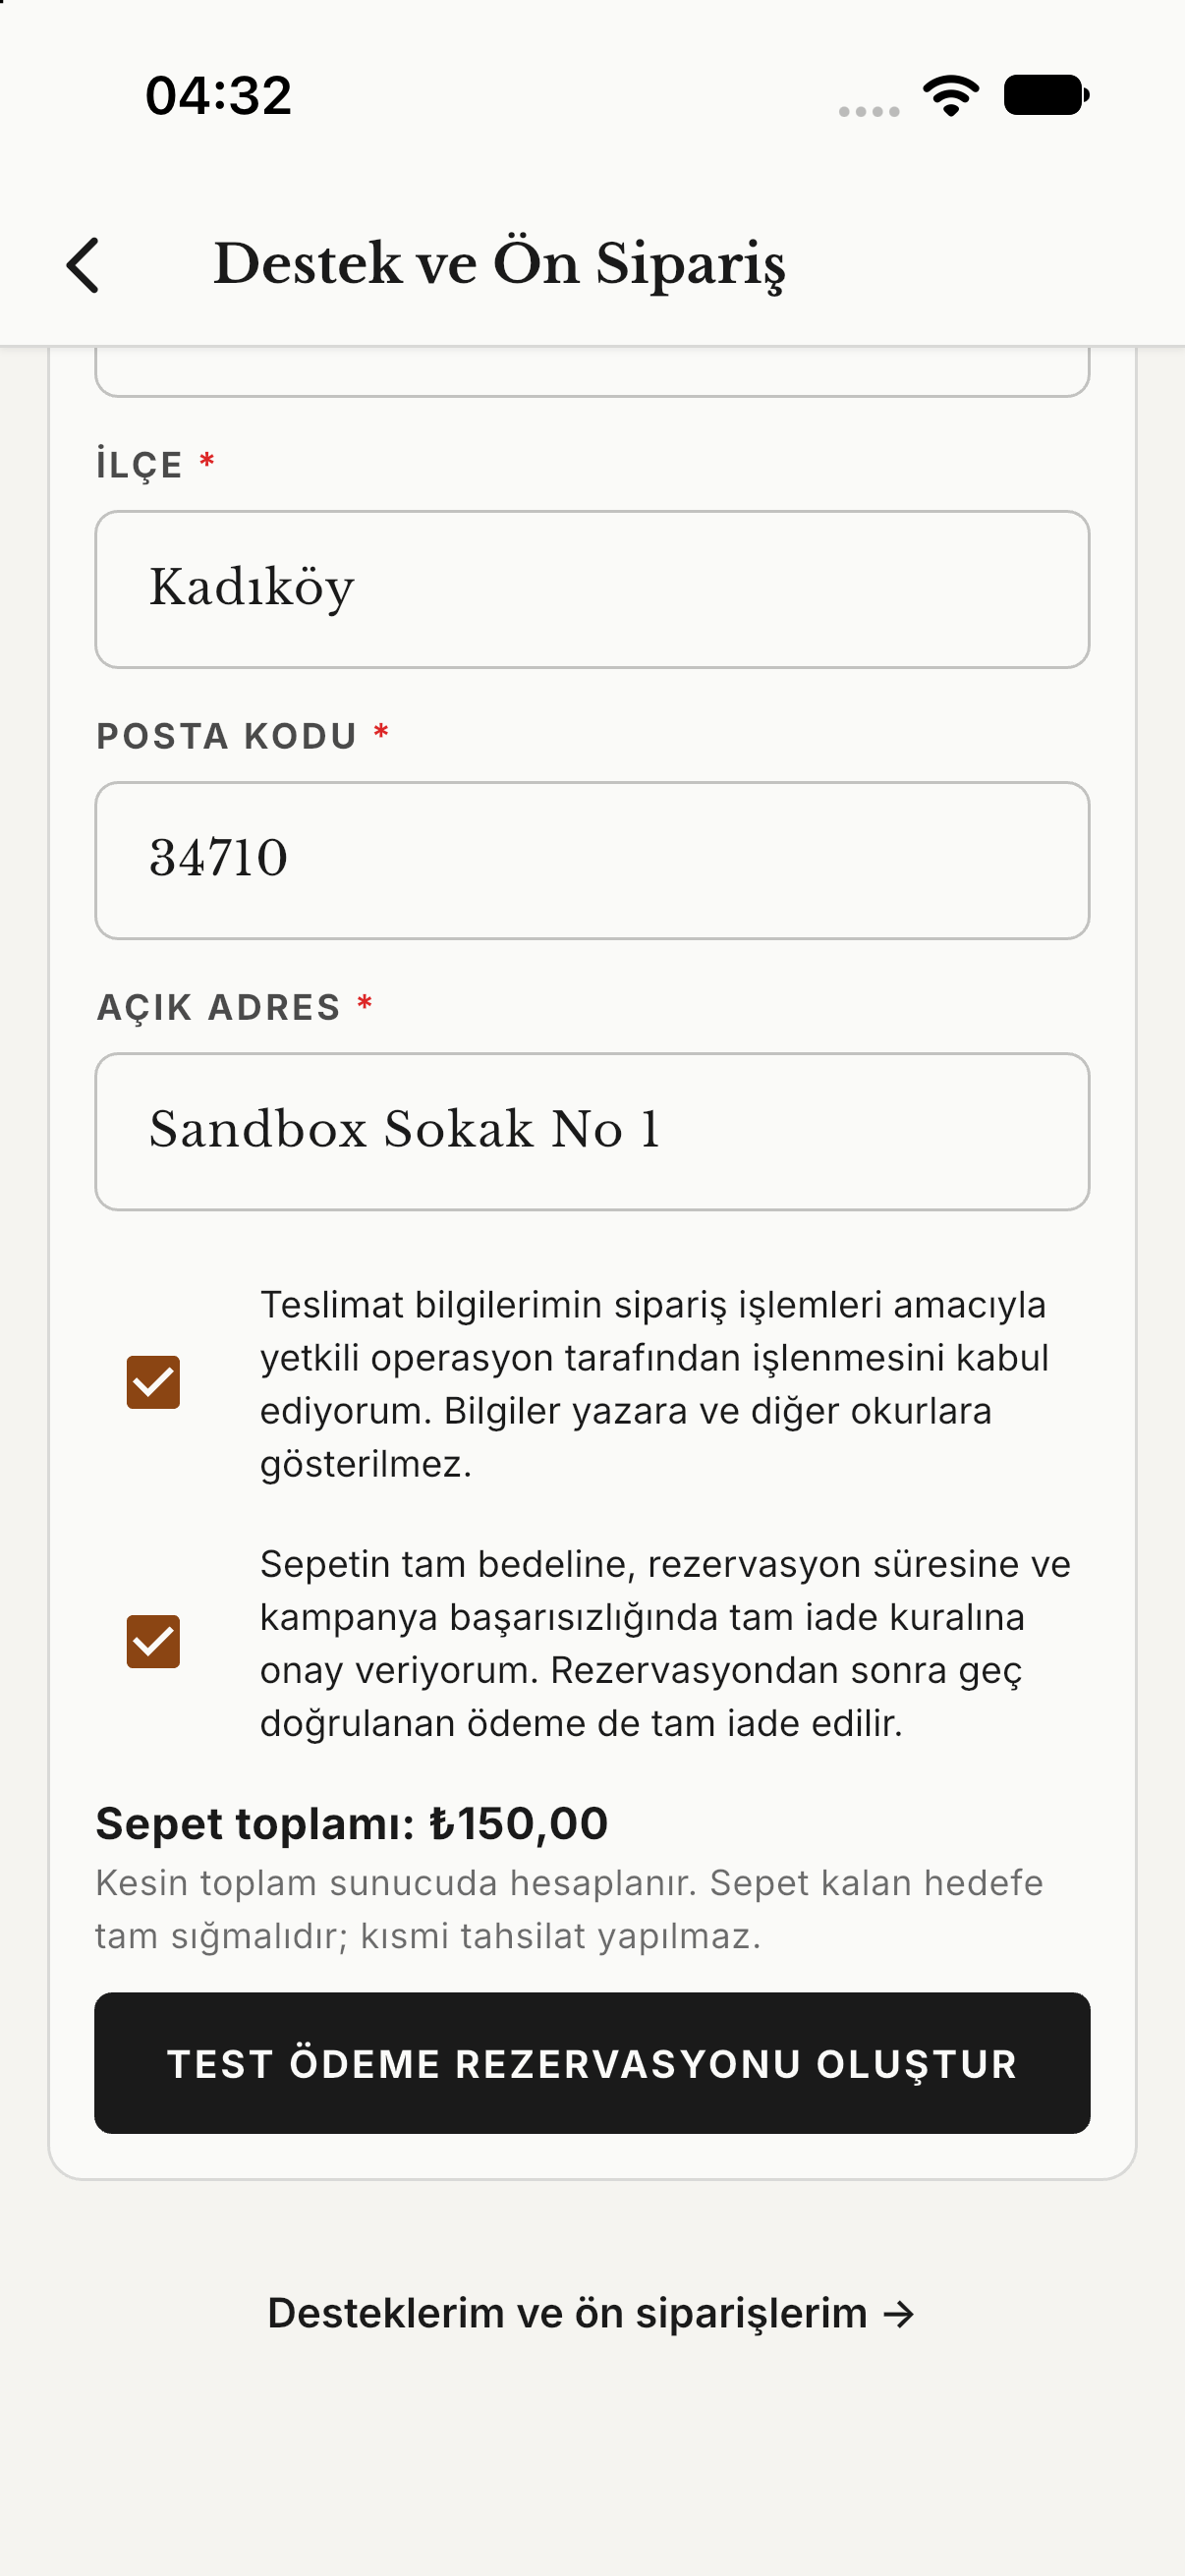 04:32
Destek ve Ön Sipariş
İLÇE *
Kadıköy
POSTA KODU *
34710
AÇIK ADRES *
Sandbox Sokak No 1
Teslimat bilgilerimin sipariş işlemleri amacıyla
yetkili operasyon tarafından işlenmesini kabul
ediyorum. Bilgiler yazara ve diğer okurlara
gösterilmez.
Sepetin tam bedeline, rezervasyon süresine ve
kampanya başarısızlığında tam iade kuralına
onay veriyorum. Rezervasyondan sonra geç
doğrulanan ödeme de tam iade edilir.
Sepet toplamı: ₺150,00
Kesin toplam sunucuda hesaplanır. Sepet kalan hedefe
tam sığmalıdır; kısmi tahsilat yapılmaz.
TEST ÖDEME REZERVASYONU OLUŞTUR
Desteklerim ve ön siparişlerim →